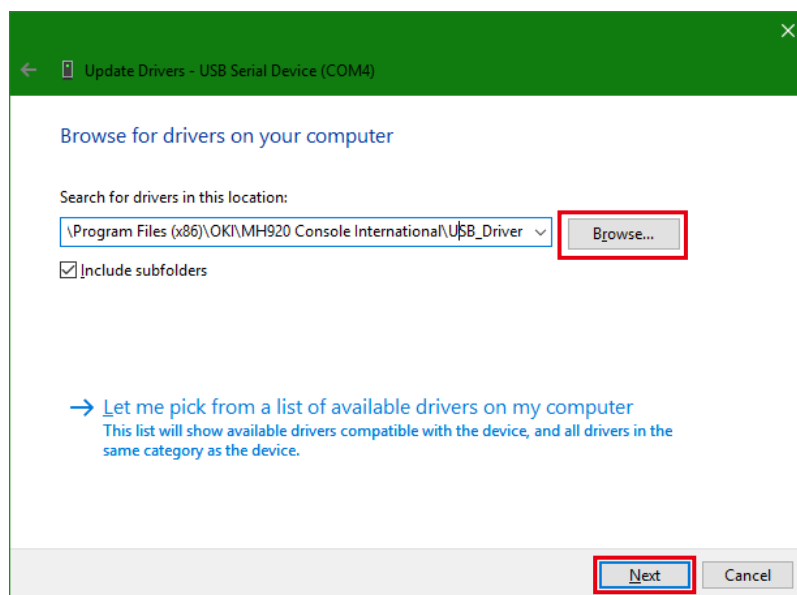 Update Drivers - USB Serial Device (COM4)
Browse for drivers on your computer
Search for drivers in this location:
\Program Files (x86)\OKI\MH920 Console International\USB_Driver
Browse...
Include subfolders
Let me pick from a list of available drivers on my computer
This list will show available drivers compatible with the device, and all drivers in the
same category as the device.
Next
Cancel